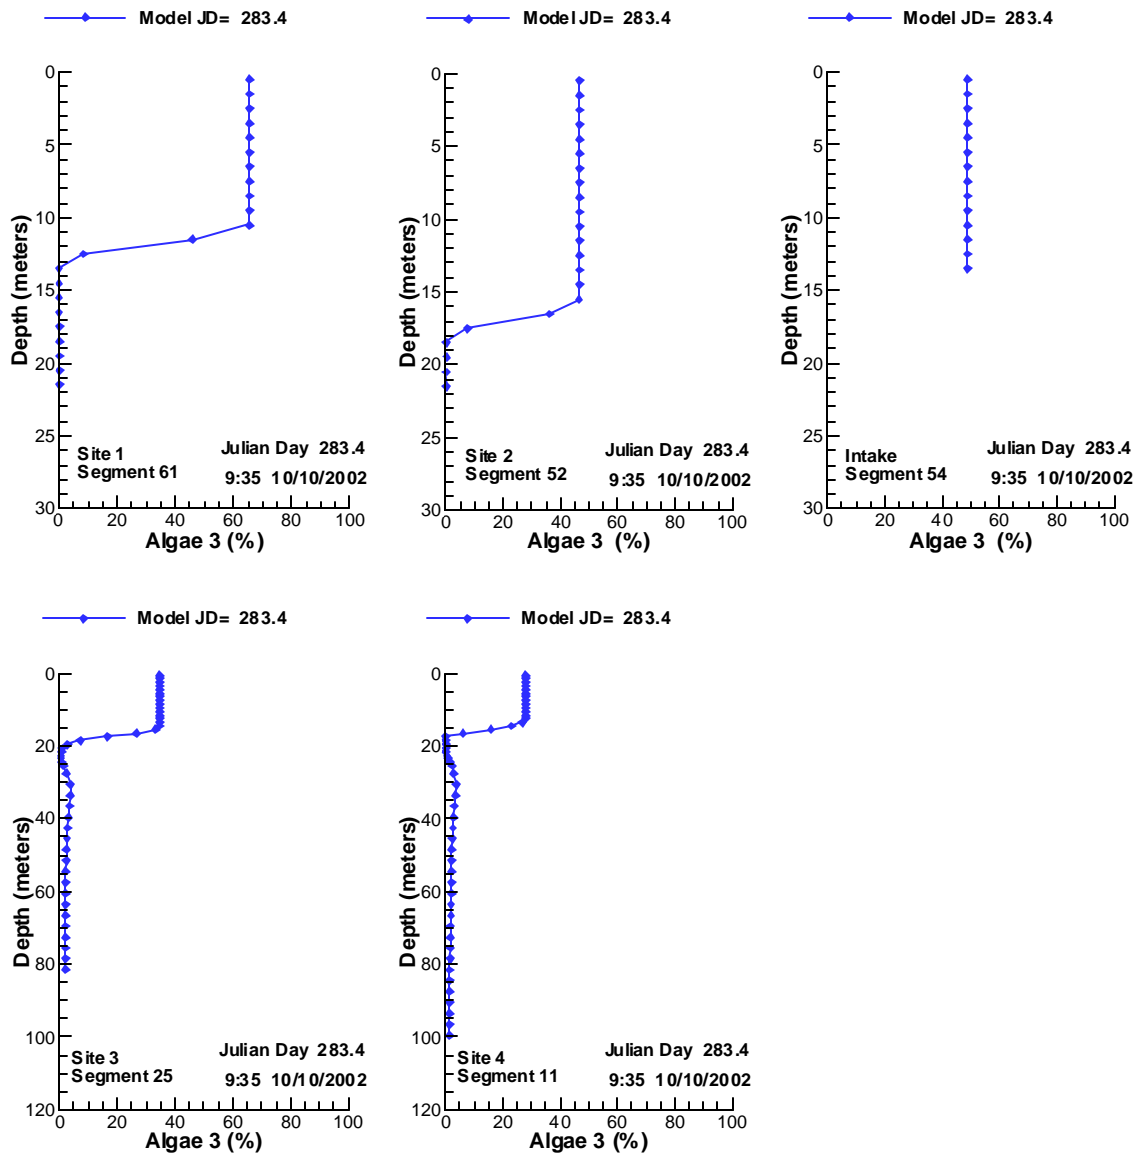 Model JD= 283.4
0
5
10
15
20
25
30
Depth (meters)
Site 1
Segment 61
Julian Day 283.4
9:35 10/10/2002
0 20 40 60 80 100
Algae 3 (%)
Model JD= 283.4
0
5
10
15
20
25
30
Depth (meters)
Site 2
Segment 52
Julian Day 283.4
9:35 10/10/2002
0 20 40 60 80 100
Algae 3 (%)
Model JD= 283.4
0
5
10
15
20
25
30
Depth (meters)
Intake
Segment 54
Julian Day 283.4
9:35 10/10/2002
0 20 40 60 80 100
Algae 3 (%)
Model JD= 283.4
0
20
40
60
80
100
120
Depth (meters)
Site 3
Segment 25
Julian Day 283.4
9:35 10/10/2002
0 20 40 60 80 100
Algae 3 (%)
Model JD= 283.4
0
20
40
60
80
100
120
Depth (meters)
Site 4
Segment 11
Julian Day 283.4
9:35 10/10/2002
0 20 40 60 80 100
Algae 3 (%)